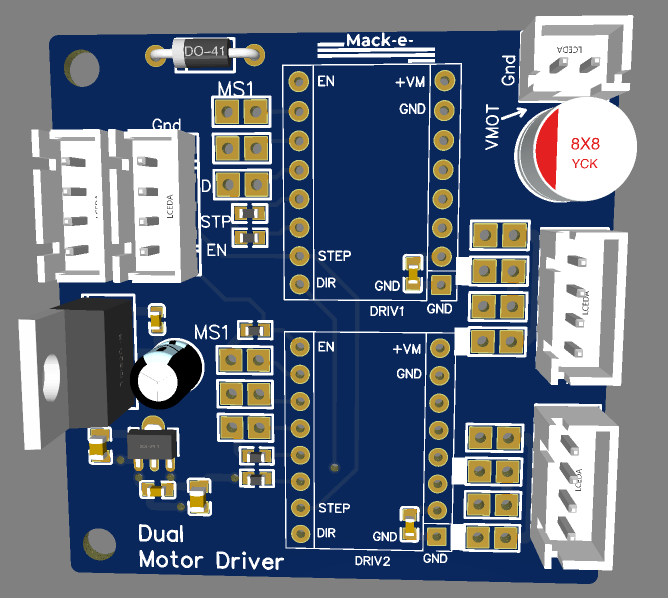 DO-41
Mack-e-
LCEDA
Gnd
MS1
EN
+VM
GND
VMOT
8X8
YCK
Gnd
LCEDA
LCEDA
D
STP
EN
STEP
DIR
GND
GND
DRIV1
LCEDA
MS1
EN
+VM
GND
STEP
DIR
GND
GND
DRIV2
LCEDA
Dual
Motor Driver